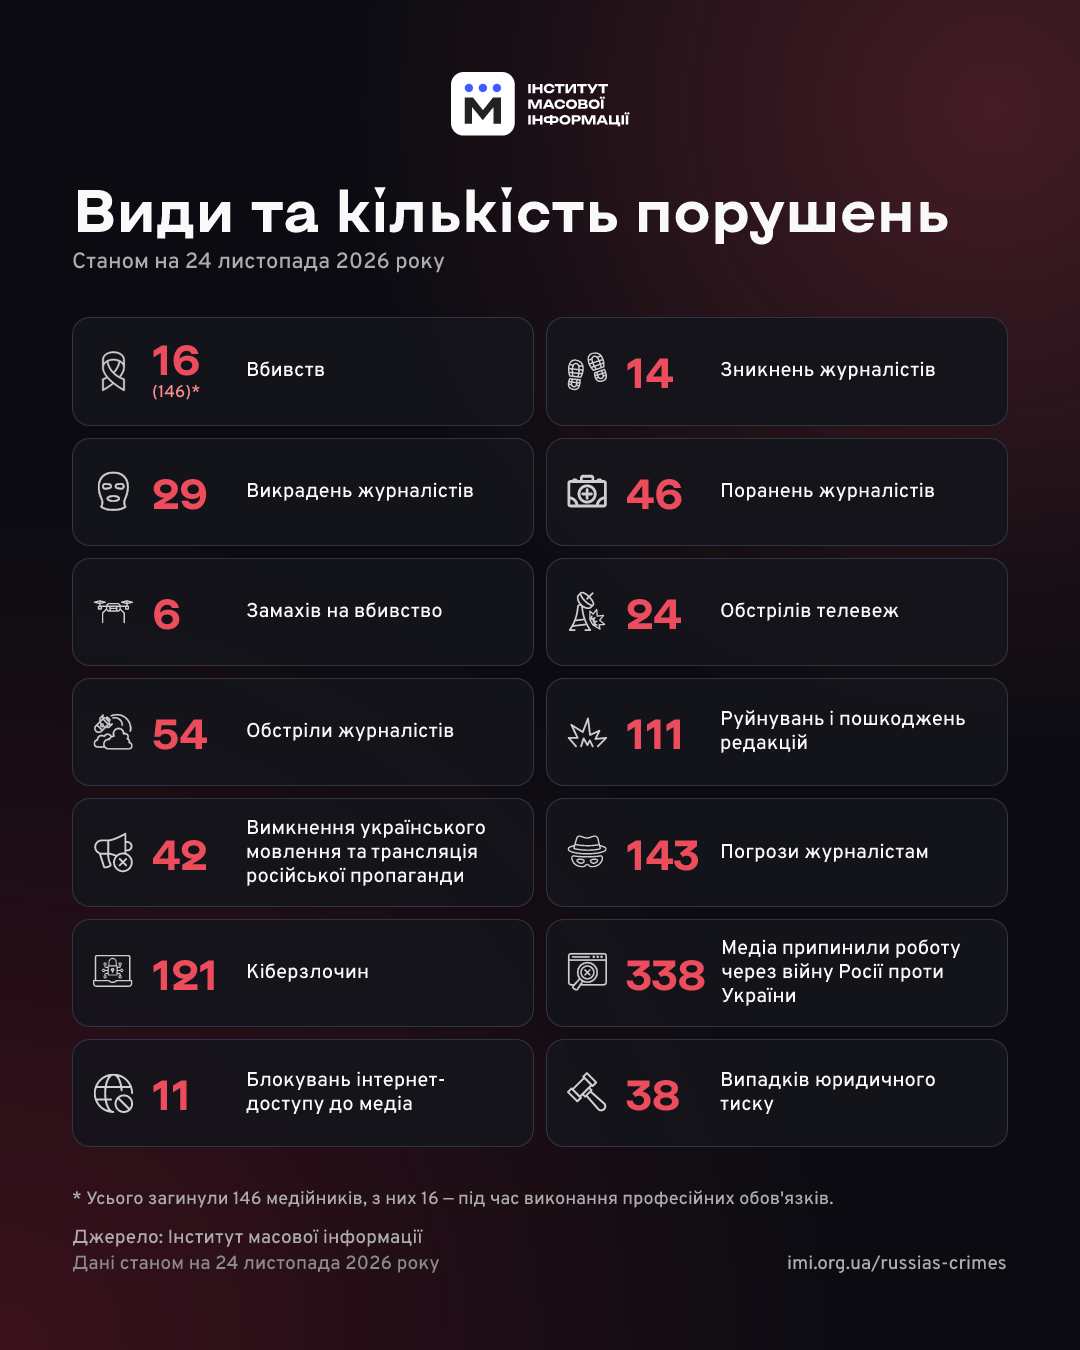 ІНСТИТУТ
МАСОВОЇ
ІНФОРМАЦІЇ
Види та кількість порушень
Станом на 24 листопада 2026 року
16
(146)*
Вбивств
14
Зникнень журналістів
29
Викрадень журналістів
46
Поранень журналістів
6
Замахів на вбивство
24
Обстрілів телевеж
54
Обстріли журналістів
111
Руйнувань і пошкоджень
редакцій
42
Вимкнення українського
мовлення та трансляція
російської пропаганди
143
Погрози журналістам
121
Кіберзлочин
338
Медіа припинили роботу
через війну Росії проти
України
11
Блокувань інтернет-
доступу до медіа
38
Випадків юридичного
тиску
* Усього загинули 146 медійників, з них 16 – під час виконання професійних обов'язків.
Джерело: Інститут масової інформації
Дані станом на 24 листопада 2026 року
imi.org.ua/russias-crimes